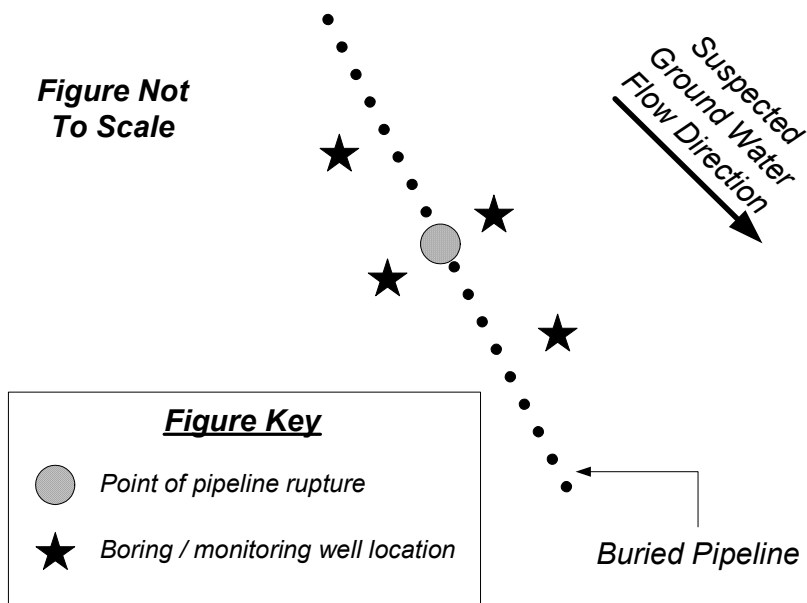 Figure Not
To Scale
Suspected
Ground Water
Flow Direction
Figure Key
Point of pipeline rupture
Boring / monitoring well location
Buried Pipeline